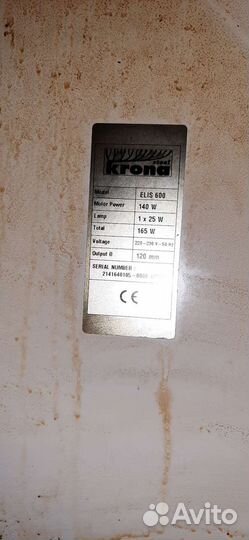 steel
krona
Model ELIS 600
Motor Power 140 W
Lamp 1 x 25 W
Total 165 W
Voltage 220-230 V - 50 Hz
Output Ø 120 mm
SERIAL NUMBER
2141640105 -
CE
Avito